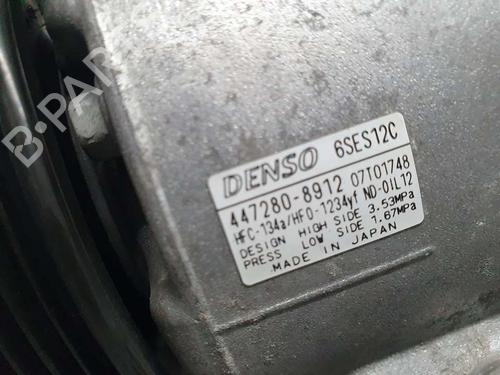 B-PARTS
DENSO 6SES12C
447280-8912 07T01748
HFC-134a/HFO-1234yf ND-OIL12
DESIGN HIGH SIDE 3.53MPa
PRESS LOW SIDE 1.67MPa
MADE IN JAPAN